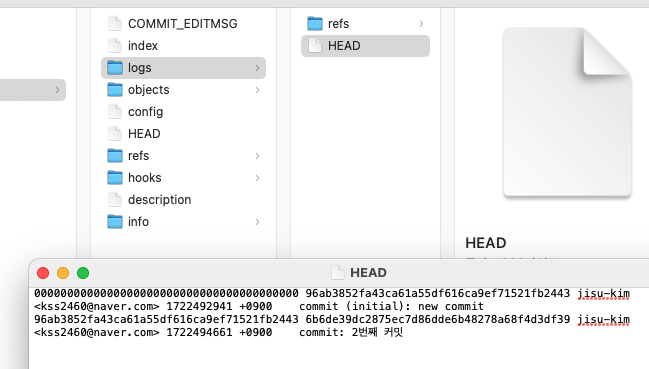 COMMIT_EDITMSG
index
logs
objects
config
HEAD
refs
hooks
description
info
refs
HEAD
HEAD
HEAD
0000000000000000000000000000000000000000 96ab3852fa43ca61a55df616ca9ef71521fb2443 jisu-kim
<kss2460@naver.com> 1722492941 +0900 commit (initial): new commit
96ab3852fa43ca61a55df616ca9ef71521fb2443 6b6de39dc2875ec7d86dde6b48278a68f4d3df39 jisu-kim
<kss2460@naver.com> 1722494661 +0900 commit: 2번째 커밋